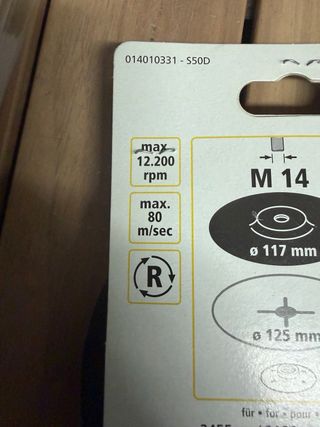 014010331 - S50D
max.
12.200
rpm
max.
80
m/sec
R
M 14
ø 117 mm
ø 125 mm
für • for • pour •